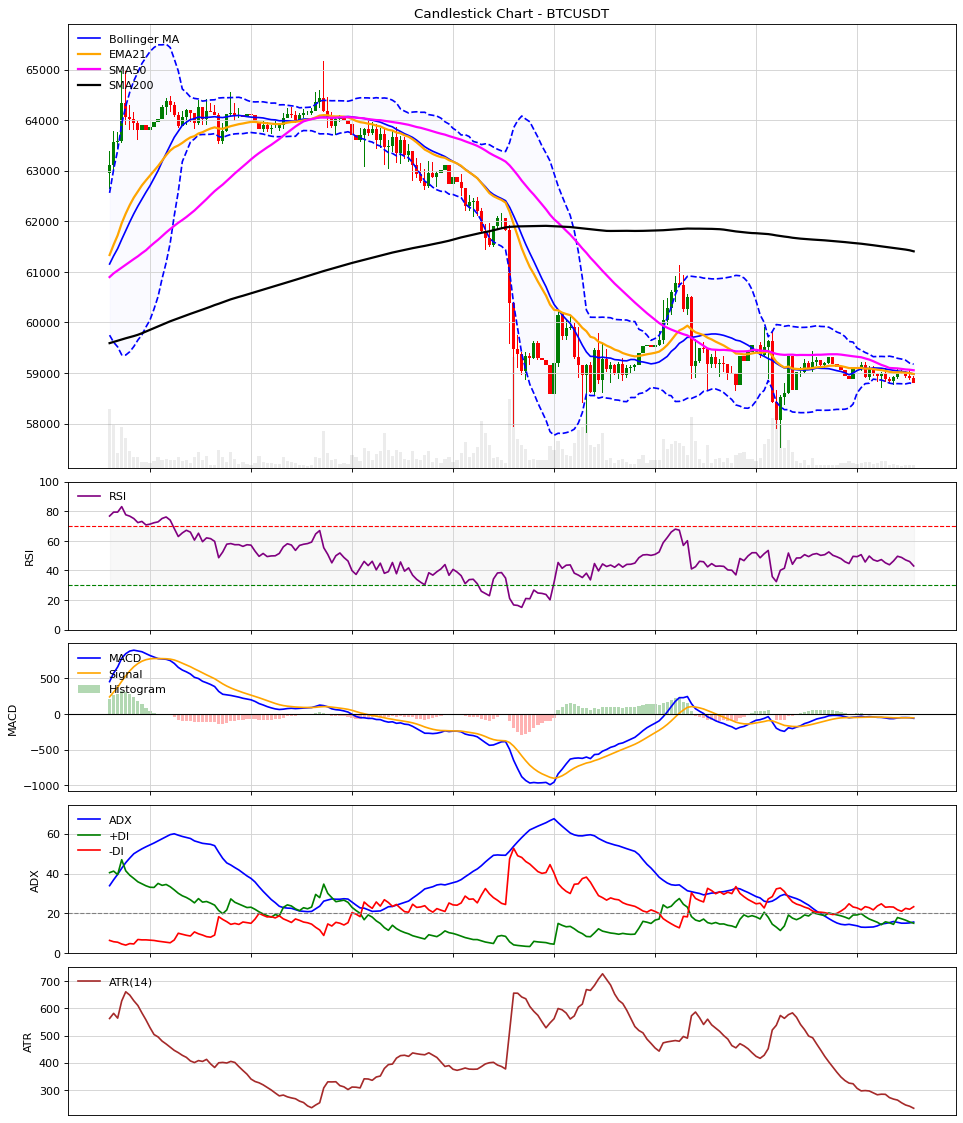 Candlestick Chart - BTCUSDT
Bollinger MA
EMA21
SMA50
SMA200
65000
64000
63000
62000
61000
60000
59000
58000
RSI
100
80
60
40
20
0
RSI
MACD
Signal
Histogram
500
0
−500
−1000
MACD
ADX
+DI
-DI
60
40
20
0
ADX
ATR(14)
700
600
500
400
300
ATR